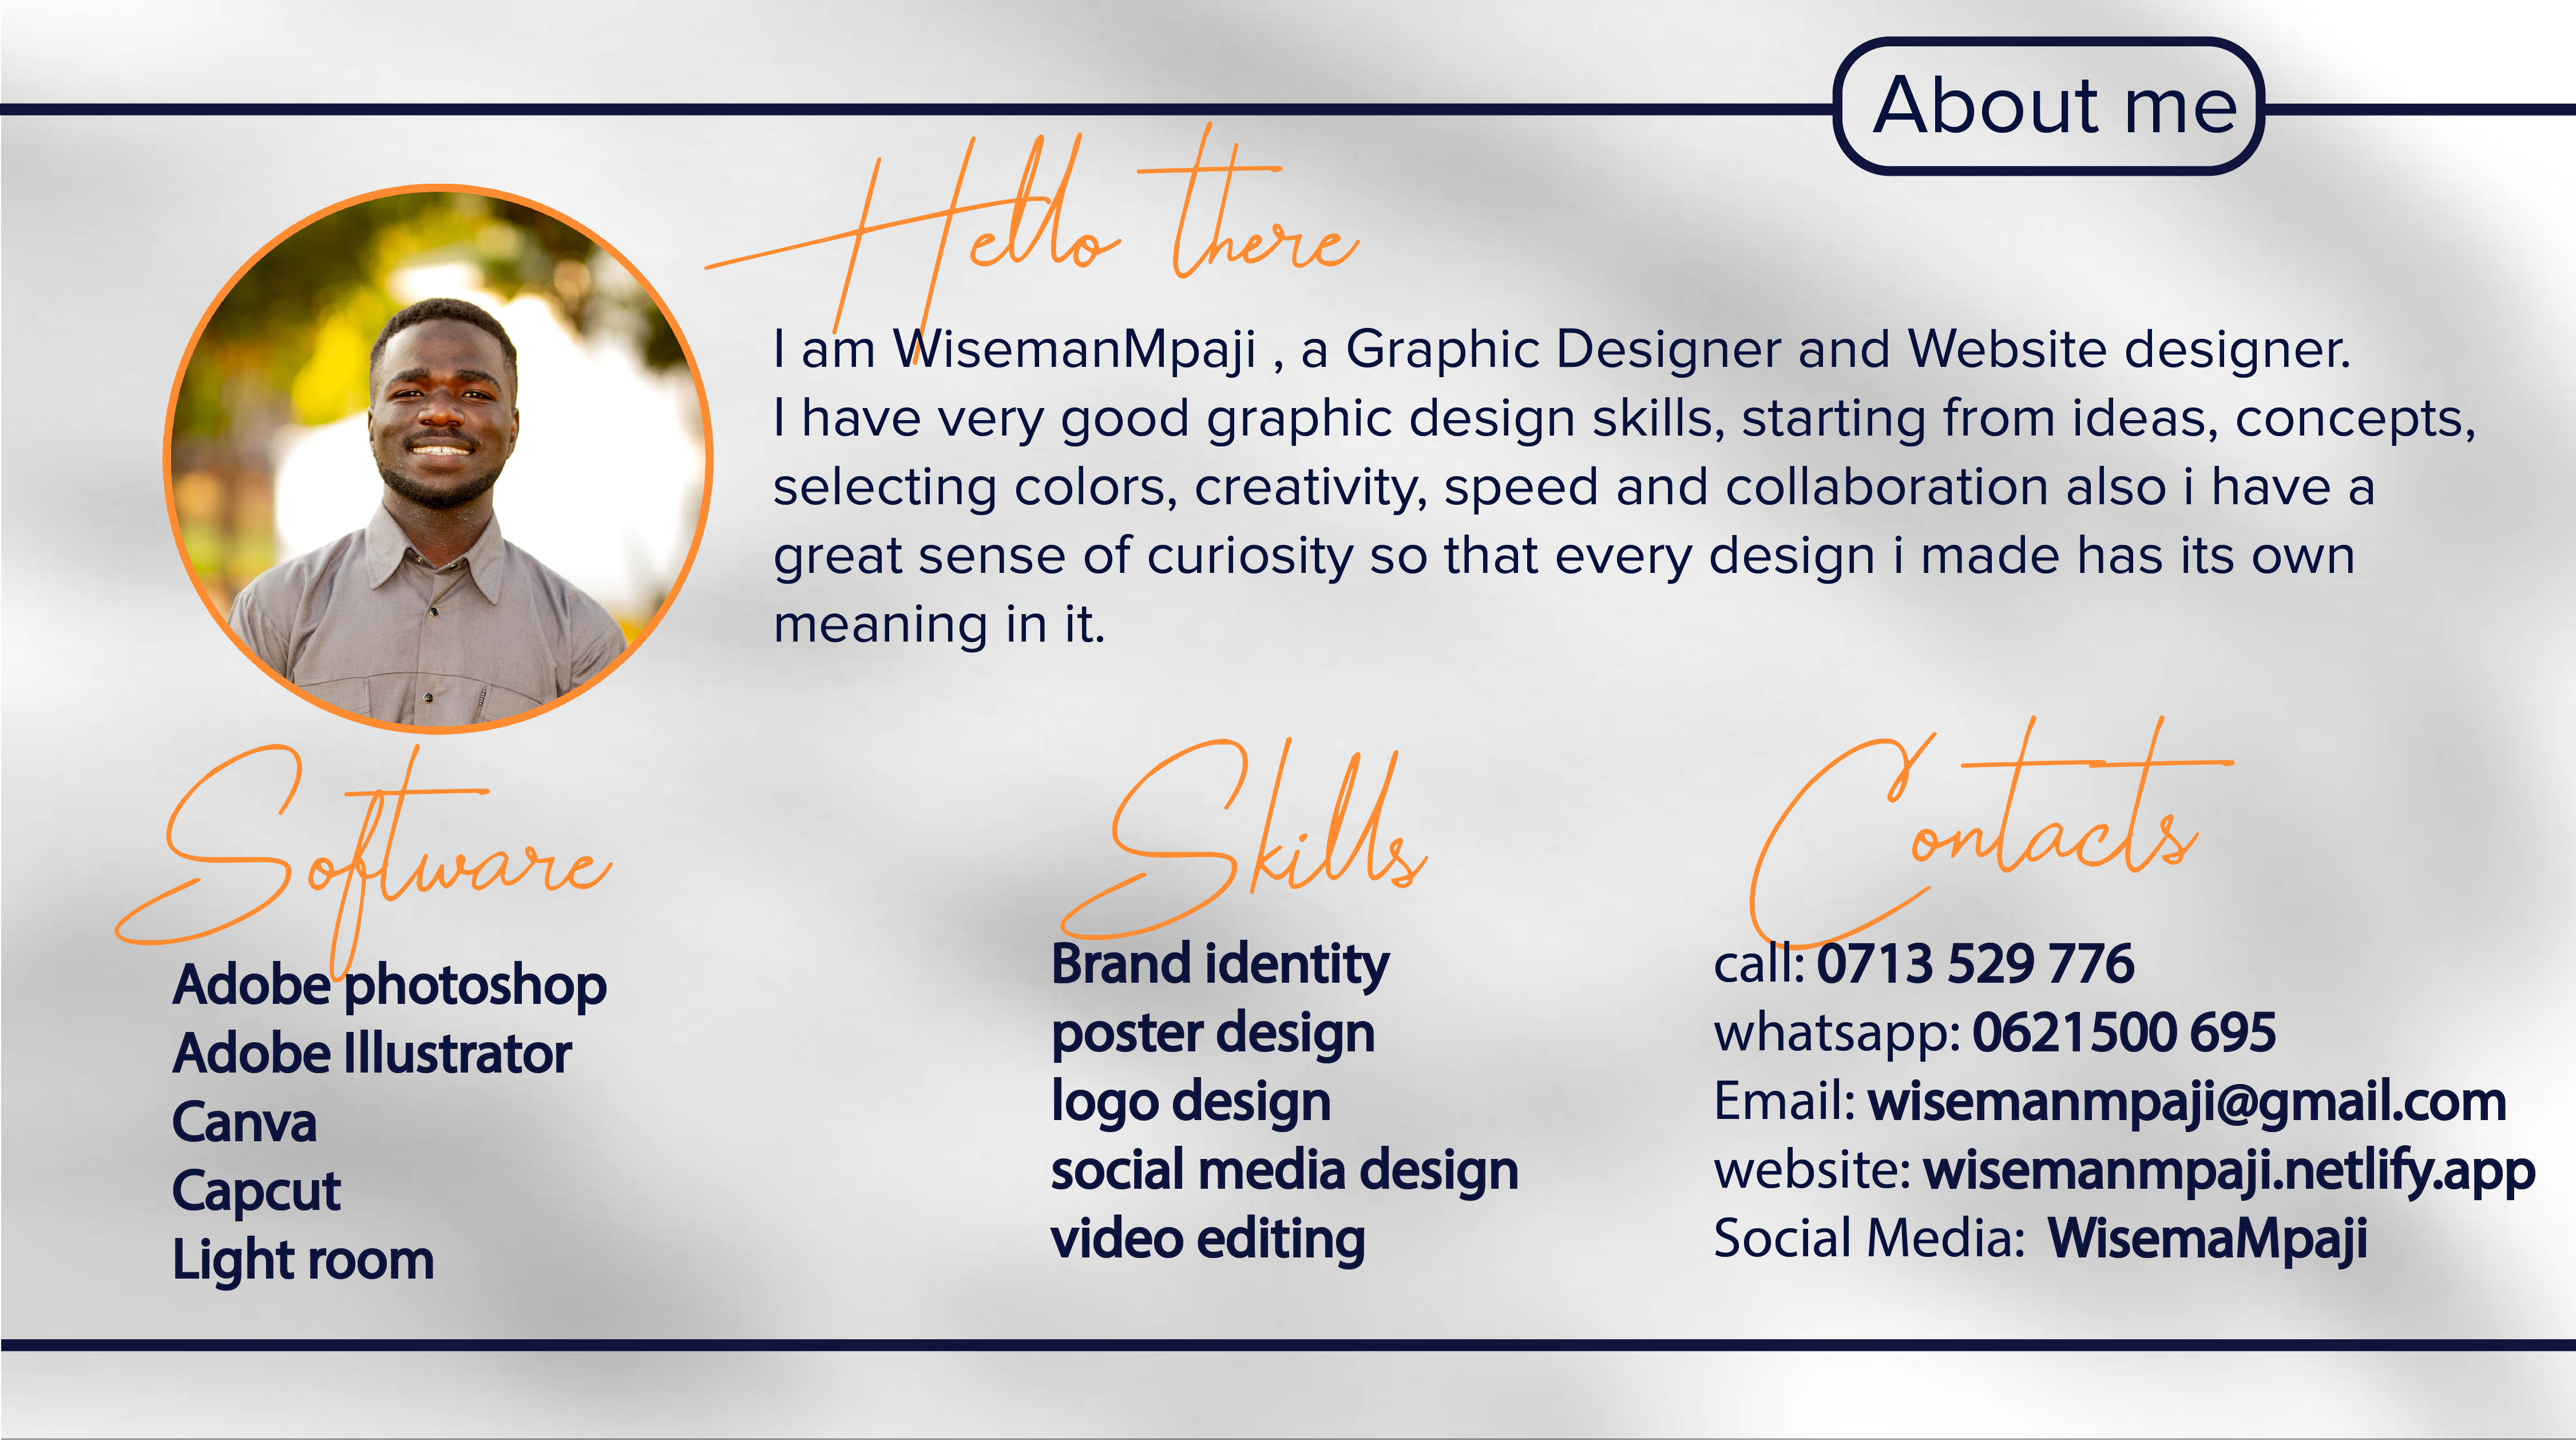 About me
Hello there
I am WisemanMpaji , a Graphic Designer and Website designer.
I have very good graphic design skills, starting from ideas, concepts,
selecting colors, creativity, speed and collaboration also i have a
great sense of curiosity so that every design i made has its own
meaning in it.
Software
Adobe photoshop
Adobe Illustrator
Canva
Capcut
Light room
Skills
Brand identity
poster design
logo design
social media design
video editing
Contacts
call: 0713 529 776
whatsapp: 0621500 695
Email: wisemanmpaji@gmail.com
website: wisemanmpaji.netlify.app
Social Media: WisemaMpaji